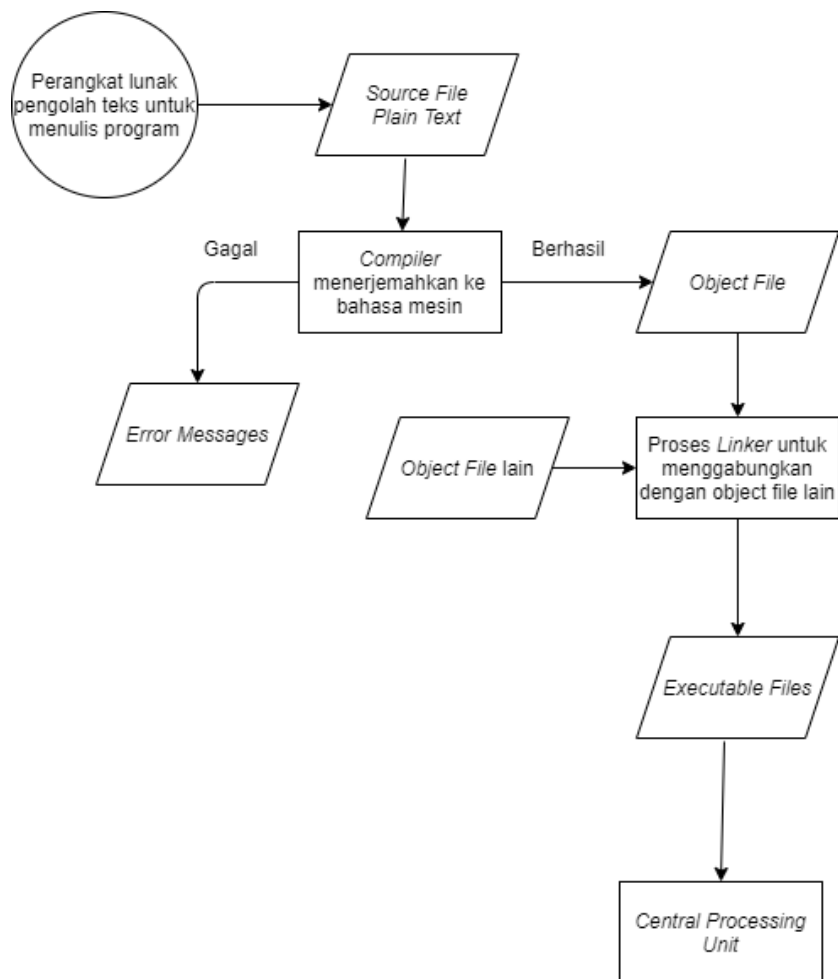 Perangkat lunak
pengolah teks untuk
menulis program
Source File
Plain Text
Gagal
Compiler
menerjemahkan ke
bahasa mesin
Berhasil
Object File
Error Messages
Object File lain
Proses Linker untuk
menggabungkan
dengan object file lain
Executable Files
Central Processing
Unit